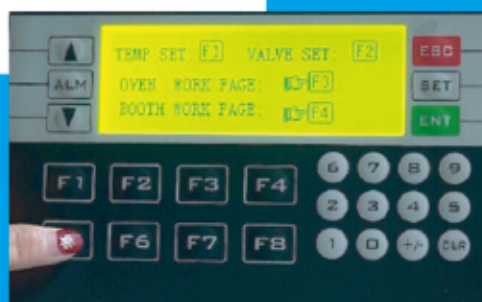 TEMP SET: F1 VALVE SET: F2
OVEN WORK PAGE: F3
BOOTH WORK PAGE: F4
ESC
ALM
SET
ENT
F1 F2 F3 F4
F6 F7 F8
6 7 8 9
2 3 4 5
1 0 +/- CLR